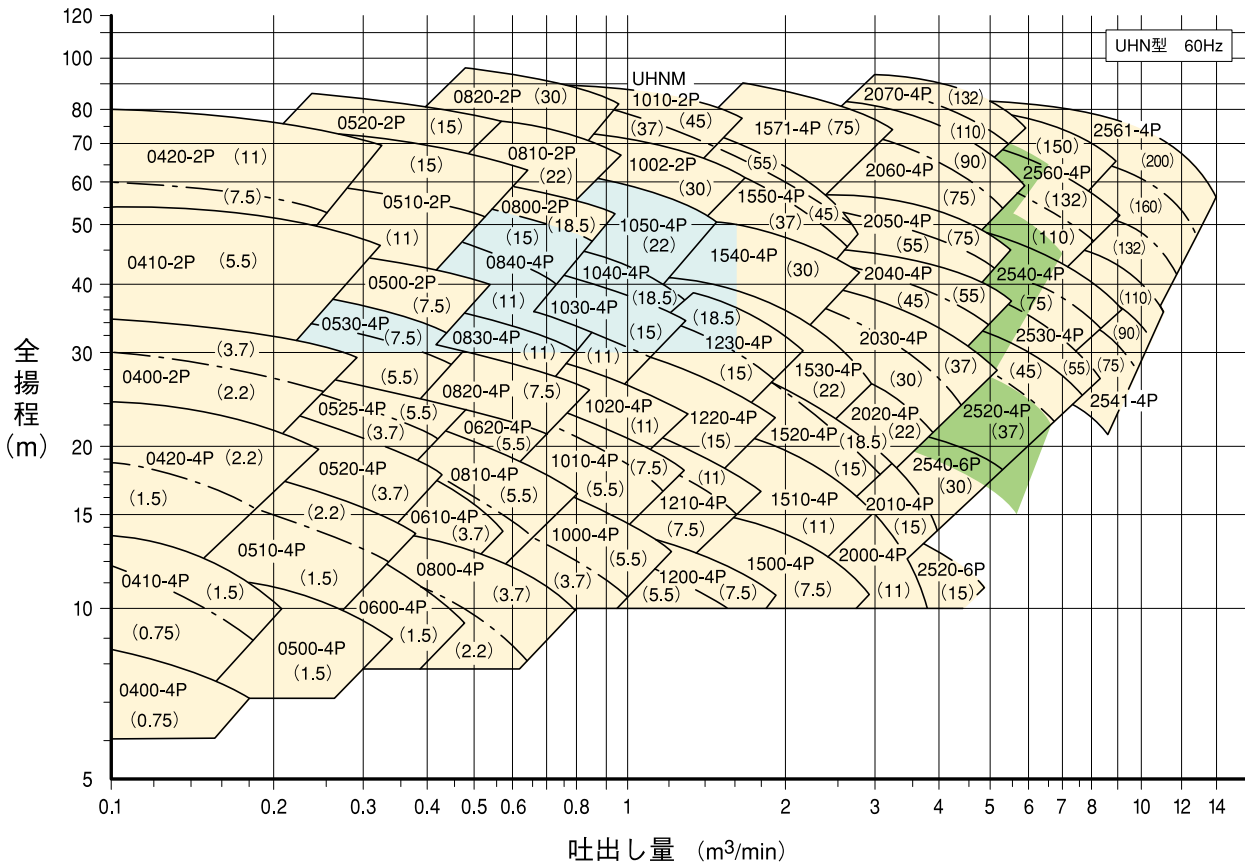 UHN型 60Hz
120
100
80
70
60
50
40
30
20
15
10
5
全揚程
(m)
UHNM
0820-2P (30)
1010-2P
(45)
(37)
0520-2P (15)
(15)
1571-4P (75)
2070-4P (132)
(110)
2561-4P
(200)
(150)
0420-2P (11)
(7.5)
0810-2P
(22)
1002-2P
(30)
(55)
2060-4P
(90)
(75)
2560-4P
(132)
(160)
0510-2P
(11)
0800-2P
(18.5)
(15)
1550-4P
(45)
(37)
2050-4P
(75)
(55)
(110)
(132)
0410-2P (5.5)
1050-4P
(22)
1540-4P
(30)
0840-4P
(11)
1040-4P
(18.5)
2040-4P
(55)
(45)
2540-4P
(75)
(110)
0500-2P
(7.5)
1030-4P
(15)
(11)
0530-4P
(7.5)
0830-4P
(11)
(18.5)
1230-4P
(15)
2030-4P
(37)
(30)
2530-4P
(55)
(45)
(90)
(75)
2541-4P
(3.7)
0400-2P
(2.2)
(5.5)
0820-4P
(7.5)
(5.5)
1530-4P
(22)
0525-4P
(3.7)
0620-4P
(5.5)
1020-4P
(11)
1220-4P
(15)
2020-4P
(22)
(18.5)
2520-4P
(37)
0420-4P (2.2)
(1.5)
0520-4P
(3.7)
(2.2)
0810-4P
(5.5)
1010-4P
(7.5)
(5.5)
(11)
1520-4P
(15)
2540-6P
(30)
0610-4P
(3.7)
1210-4P
(7.5)
1510-4P
(11)
2010-4P
(15)
0510-4P
(1.5)
0800-4P
(3.7)
(2.2)
1000-4P
(5.5)
(3.7)
1200-4P
(7.5)
(5.5)
1500-4P
(7.5)
2000-4P
(11)
2520-6P
(15)
0410-4P
(1.5)
(0.75)
0600-4P
(1.5)
0500-4P
(1.5)
0400-4P
(0.75)
0.1 0.2 0.3 0.4 0.5 0.6 0.8 1 2 3 4 5 6 7 8 10 12 14
吐出し量 (m³/min)